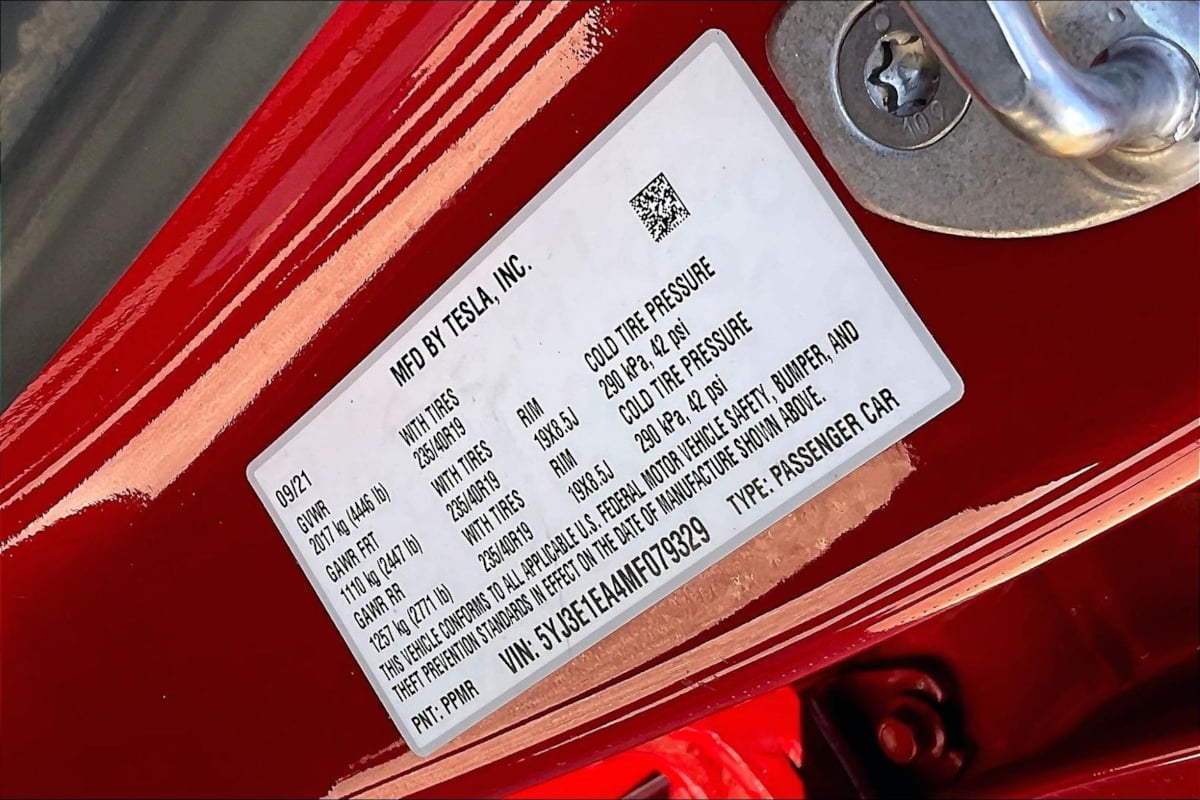 MFD BY TESLA, INC.
09/21
GVWR WITH TIRES RIM COLD TIRE PRESSURE
2017 kg (4446 lb) 235/40R19 19X8.5J 290 kPa, 42 psi
GAWR FRT WITH TIRES RIM COLD TIRE PRESSURE
1110 kg (2447 lb) 235/40R19 19X8.5J 290 kPa, 42 psi
GAWR RR WITH TIRES
1257 kg (2771 lb) 235/40R19
THIS VEHICLE CONFORMS TO ALL APPLICABLE U.S. FEDERAL MOTOR VEHICLE SAFETY, BUMPER, AND
THEFT PREVENTION STANDARDS IN EFFECT ON THE DATE OF MANUFACTURE SHOWN ABOVE.
VIN: 5YJ3E1EA4MF079329 TYPE: PASSENGER CAR
PNT: PPMR
10.9